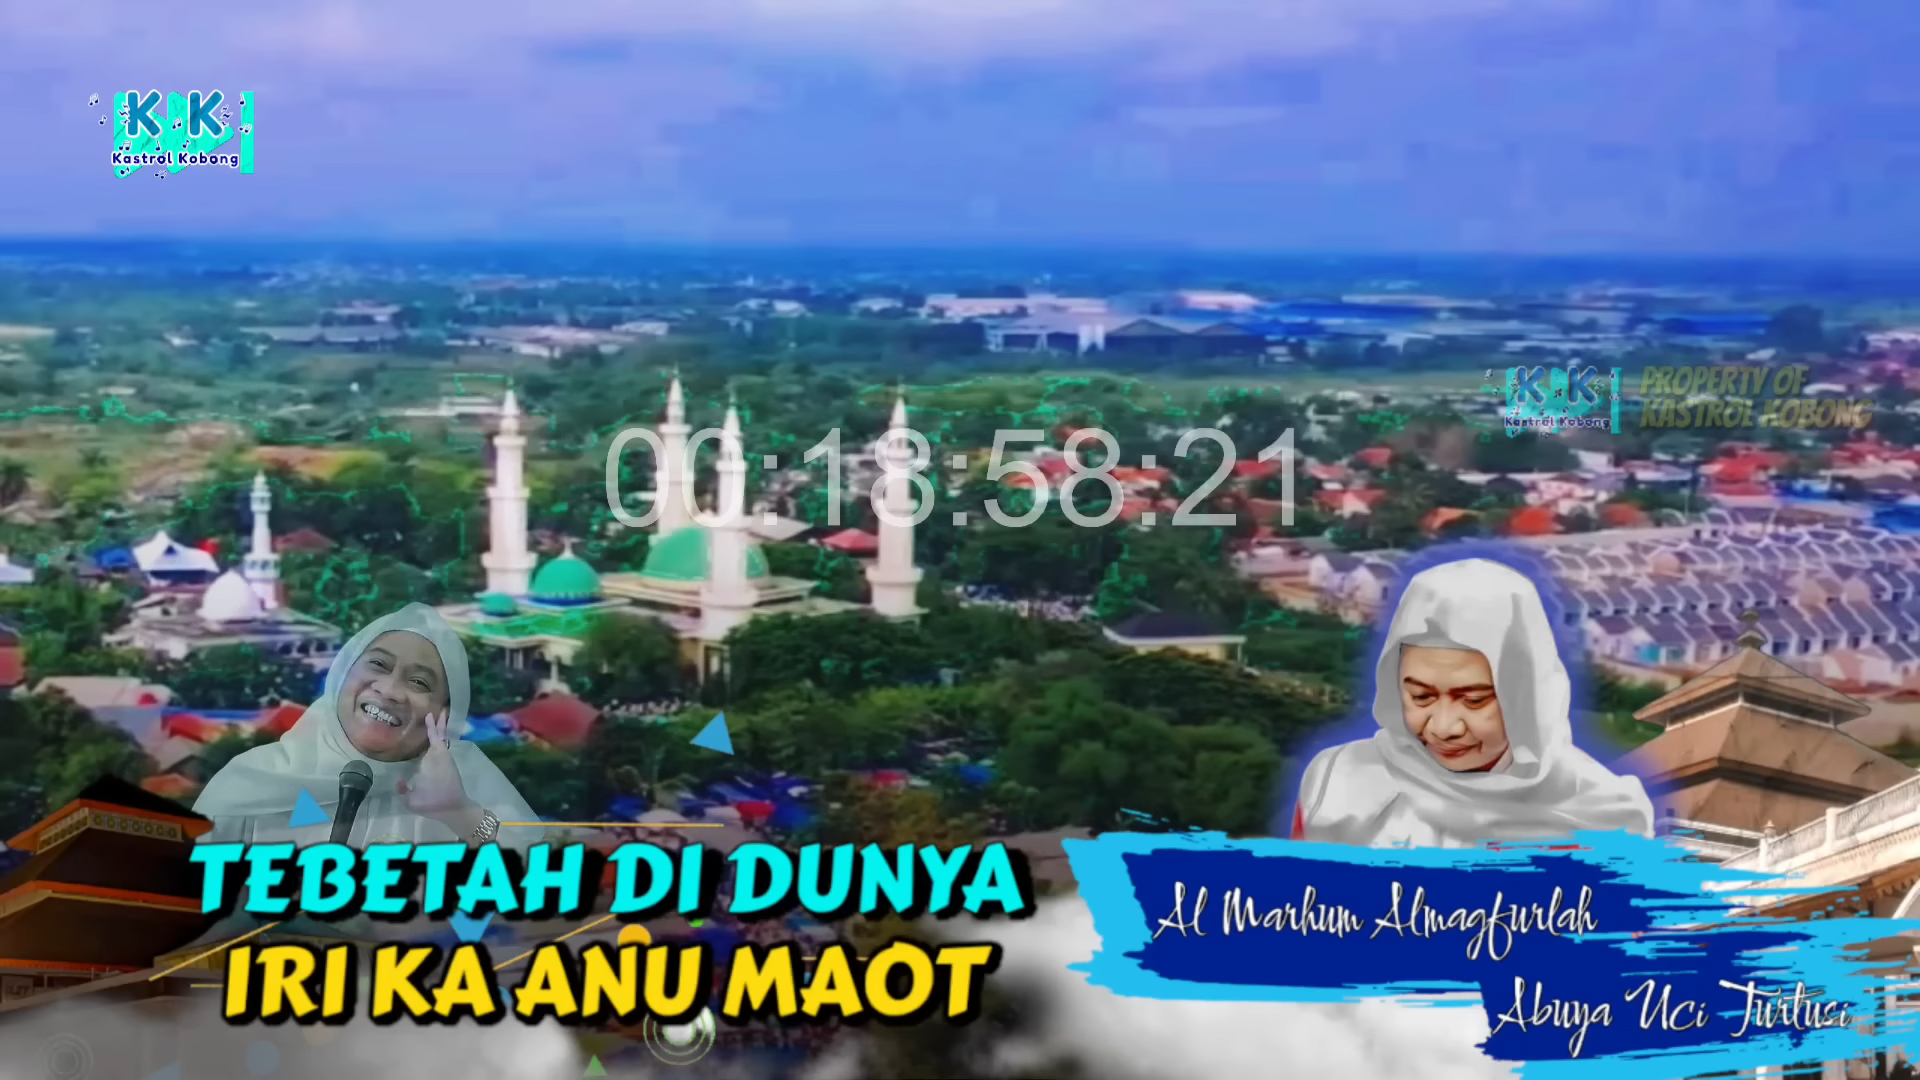 K K
Kastrol Kobong
K K
Kastrol Kobong
PROPERTY OF
KASTROL KOBONG
00:18:58:21
TEBETAH DI DUNYA
IRI KA ANU MAOT
Al Marhum Almagfurlah
Abuya Uci Turtusi